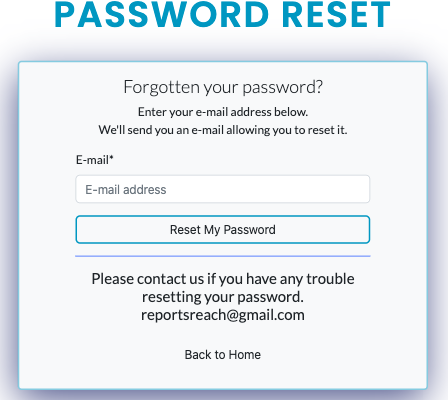 PASSWORD RESET
Forgotten your password?
Enter your e-mail address below.
We'll send you an e-mail allowing you to reset it.
E-mail*
E-mail address
Reset My Password
Please contact us if you have any trouble
resetting your password.
reportsreach@gmail.com
Back to Home